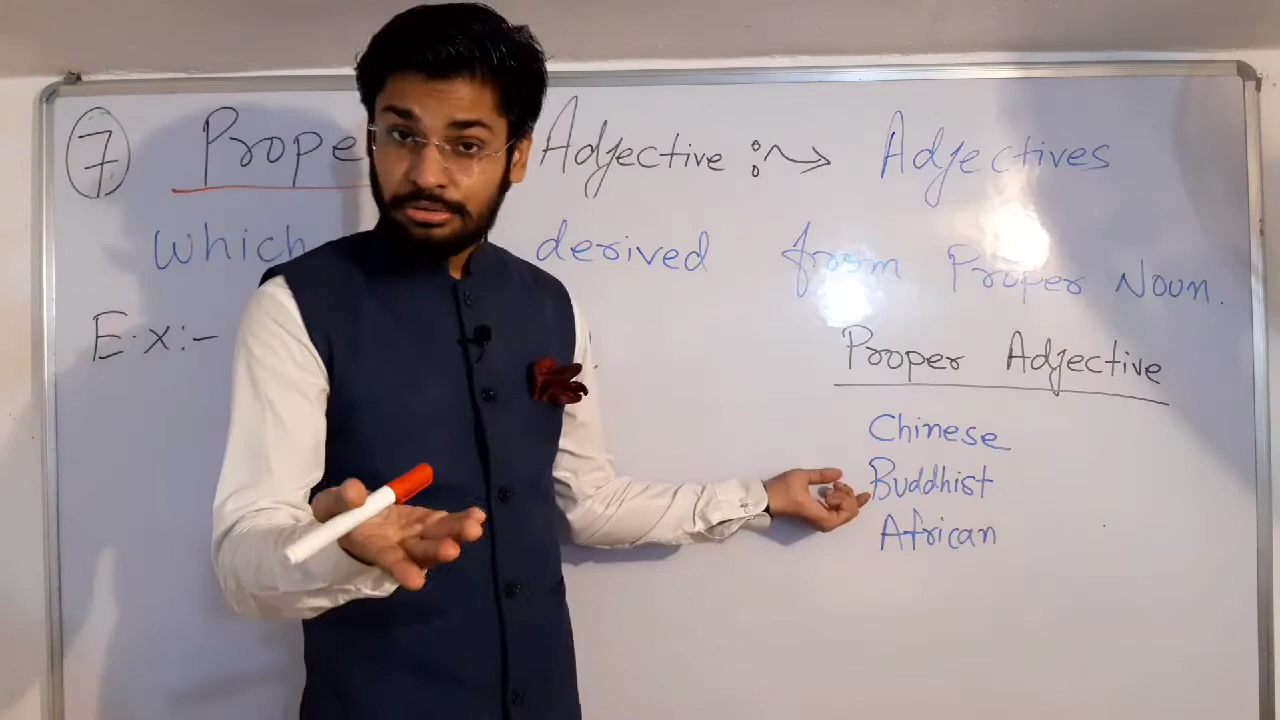 7 Prope Adjective :→ Adjectives
which derived from Proper Noun.
E.x:-
Proper Adjective
Chinese
Buddhist
African